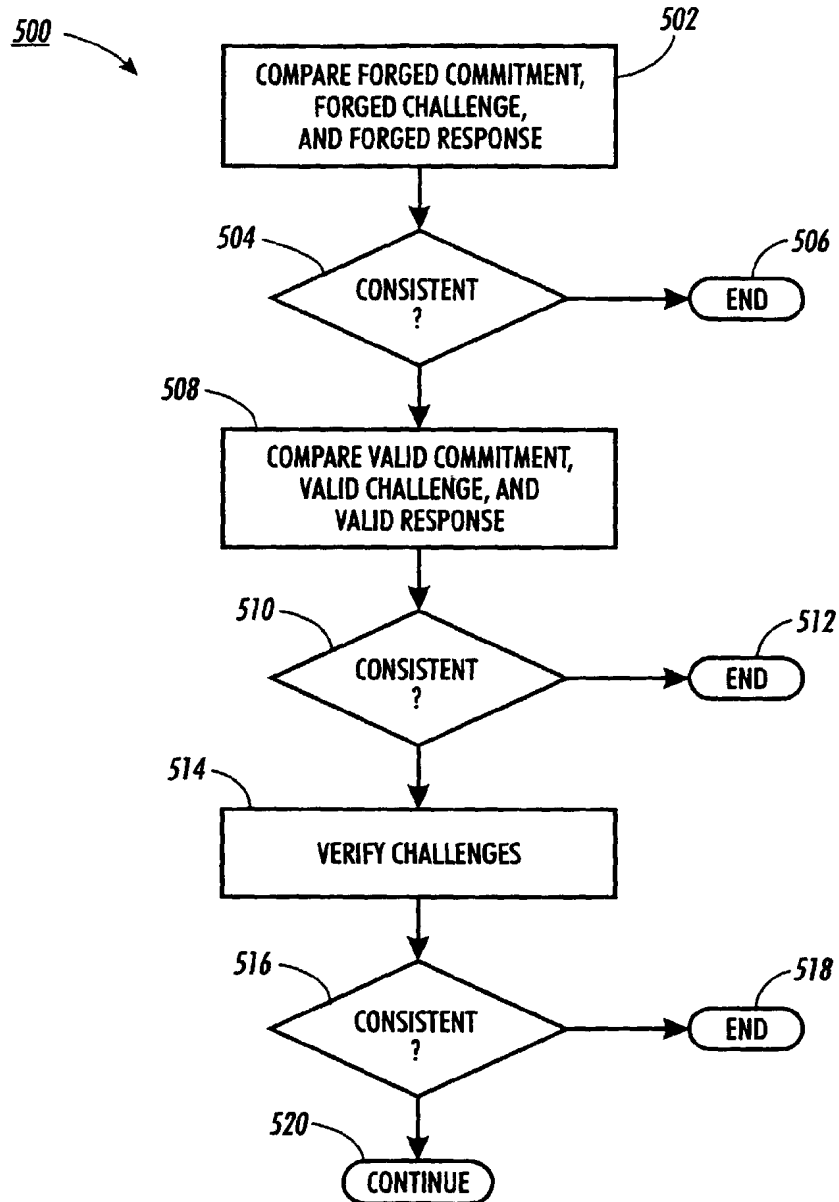 500
502
COMPARE FORGED COMMITMENT,
FORGED CHALLENGE,
AND FORGED RESPONSE
504
CONSISTENT
?
506
END
508
COMPARE VALID COMMITMENT,
VALID CHALLENGE, AND
VALID RESPONSE
510
CONSISTENT
?
512
END
514
VERIFY CHALLENGES
516
CONSISTENT
?
518
END
520
CONTINUE